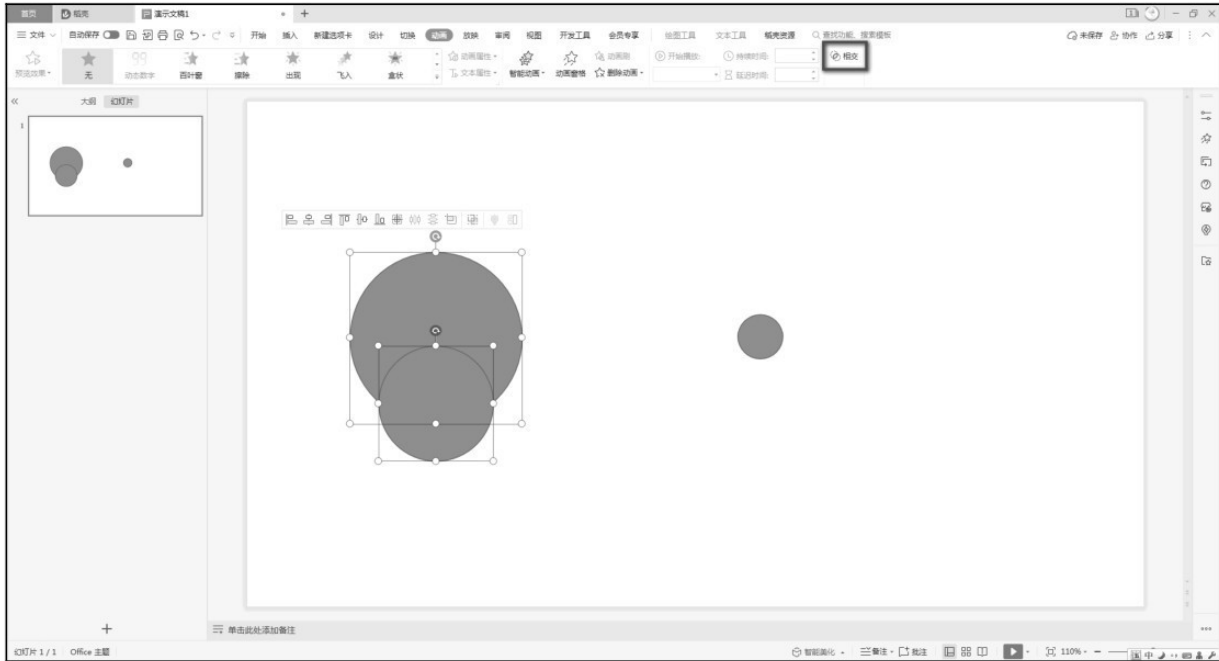 首页 稻壳 演示文稿1
文件 自动保存 开始 插入 新建选项卡 设计 切换 动画 放映 审阅 视图 开发工具 会员专享 绘图工具 文本工具 稻壳资源 查找功能、搜索模板 未保存 协作 分享
预览效果 无 动态数字 百叶窗 擦除 出现 飞入 盒状 动画属性 文本属性 智能动画 动画窗格 动画刷 删除动画 开始播放: 持续时间: 延迟时间: 相交
大纲 幻灯片
1
单击此处添加备注
幻灯片 1 / 1 Office 主题 智能美化 备注 批注 110%
中